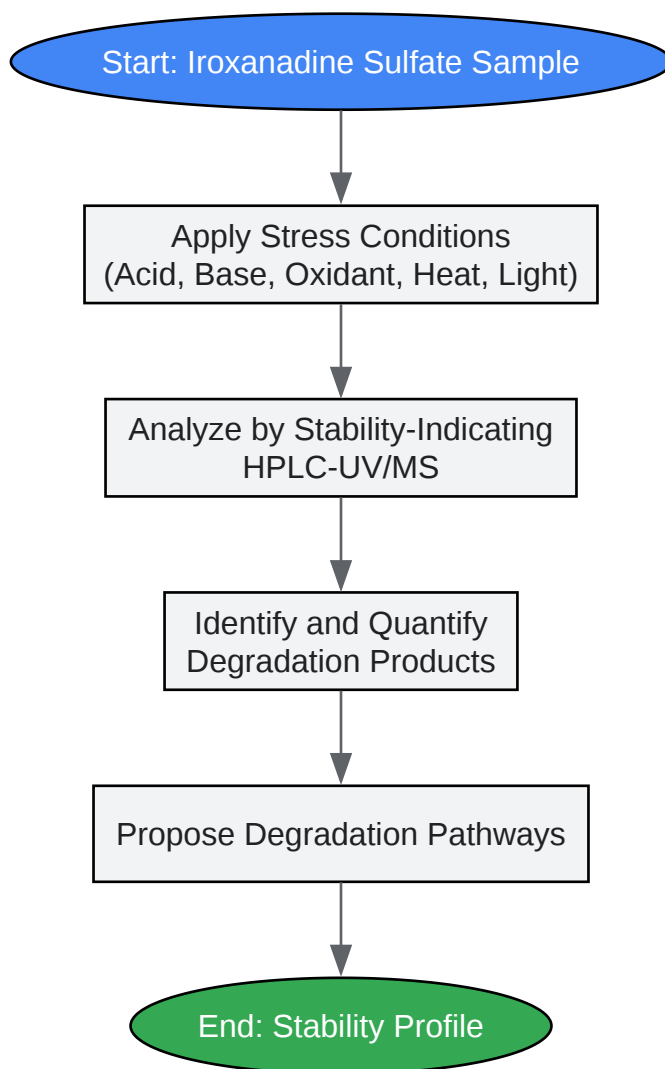 Start: Iroxanadine Sulfate Sample
Apply Stress Conditions
(Acid, Base, Oxidant, Heat, Light)
Analyze by Stability-Indicating
HPLC-UV/MS
Identify and Quantify
Degradation Products
Propose Degradation Pathways
End: Stability Profile